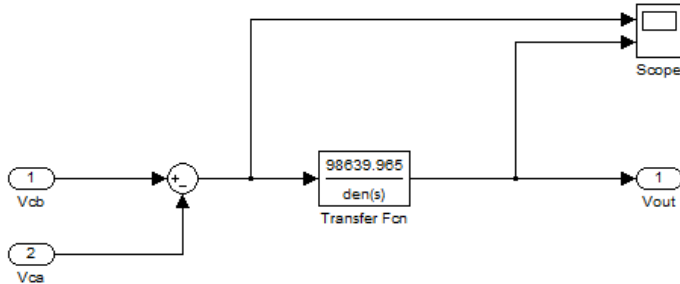 Scope
1
Vcb
+
-
98639.965
den(s)
Transfer Fcn
1
Vout
2
Vca